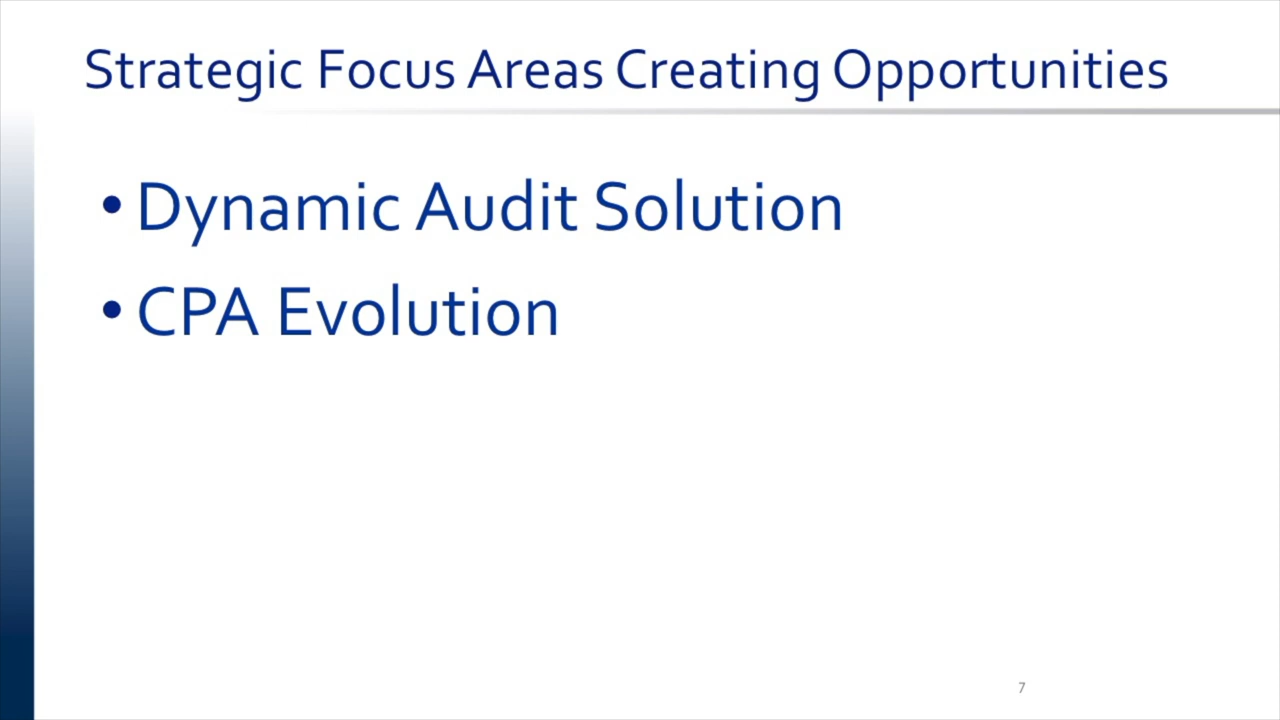 Strategic Focus Areas Creating Opportunities
• Dynamic Audit Solution
• CPA Evolution
7